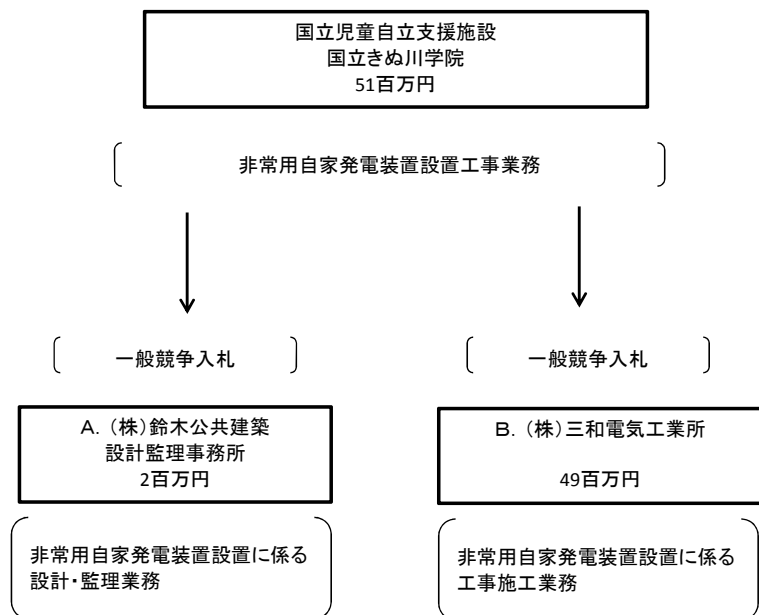 国立児童自立支援施設
国立きぬ川学院
51百万円
非常用自家発電装置設置工事業務
一般競争入札
一般競争入札
A．（株）鈴木公共建築
設計監理事務所
2百万円
B．（株）三和電気工業所
49百万円
非常用自家発電装置設置に係る
設計・監理業務
非常用自家発電装置設置に係る
工事施工業務